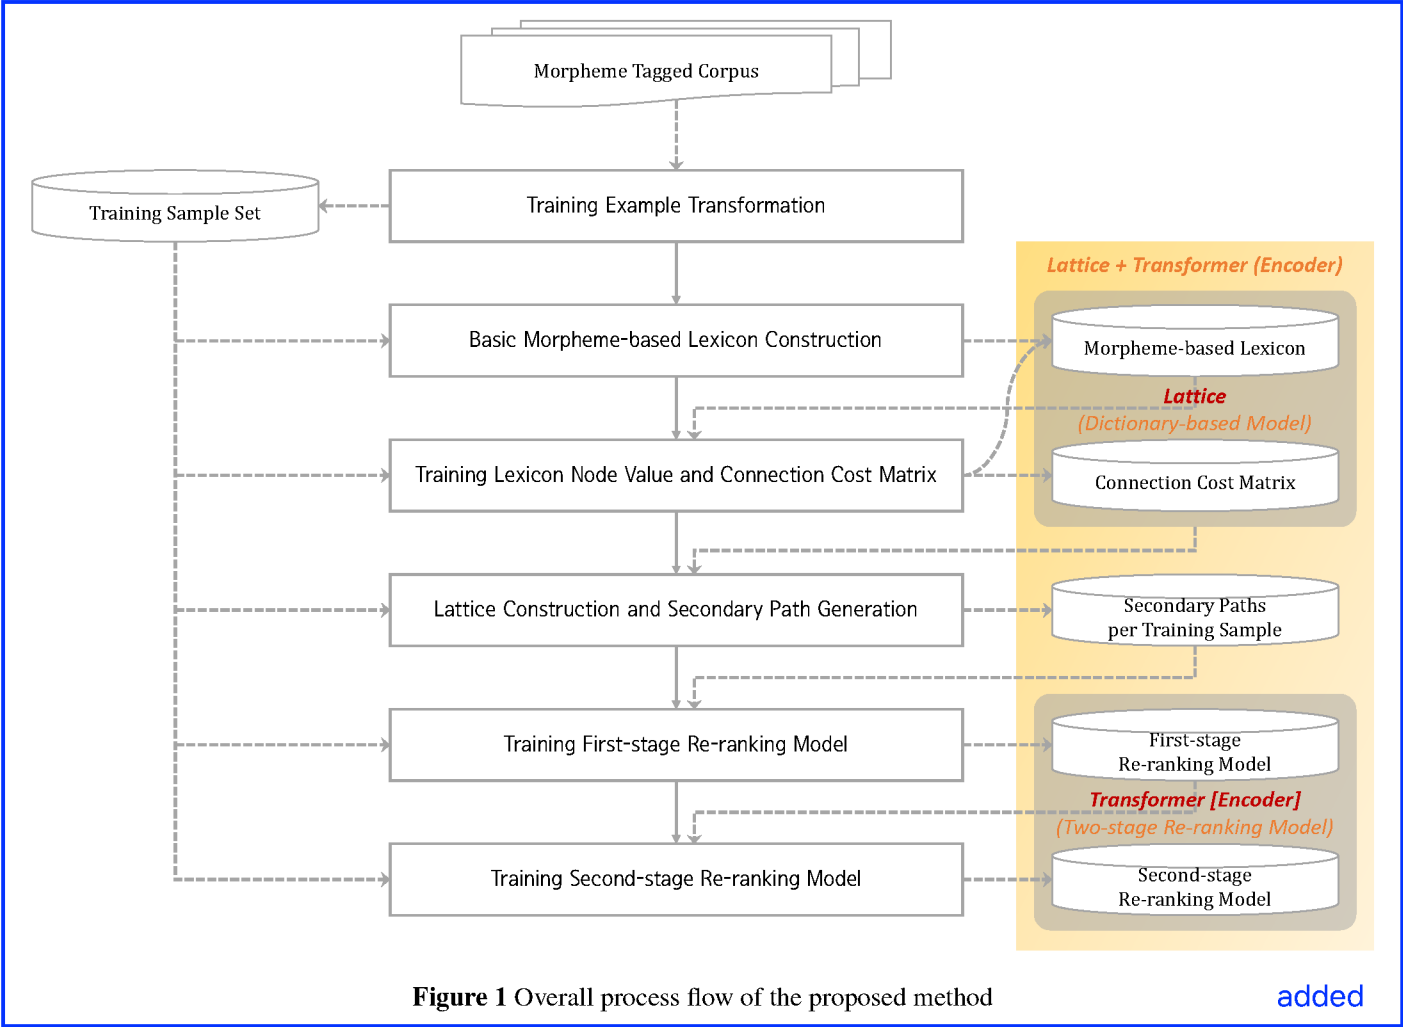 Morpheme Tagged Corpus
Training Example Transformation
Training Sample Set
Lattice + Transformer (Encoder)
Basic Morpheme-based Lexicon Construction
Morpheme-based Lexicon
Lattice
(Dictionary-based Model)
Training Lexicon Node Value and Connection Cost Matrix
Connection Cost Matrix
Lattice Construction and Secondary Path Generation
Secondary Paths
per Training Sample
Training First-stage Re-ranking Model
First-stage
Re-ranking Model
Transformer [Encoder]
(Two-stage Re-ranking Model)
Training Second-stage Re-ranking Model
Second-stage
Re-ranking Model
Figure 1 Overall process flow of the proposed method
added